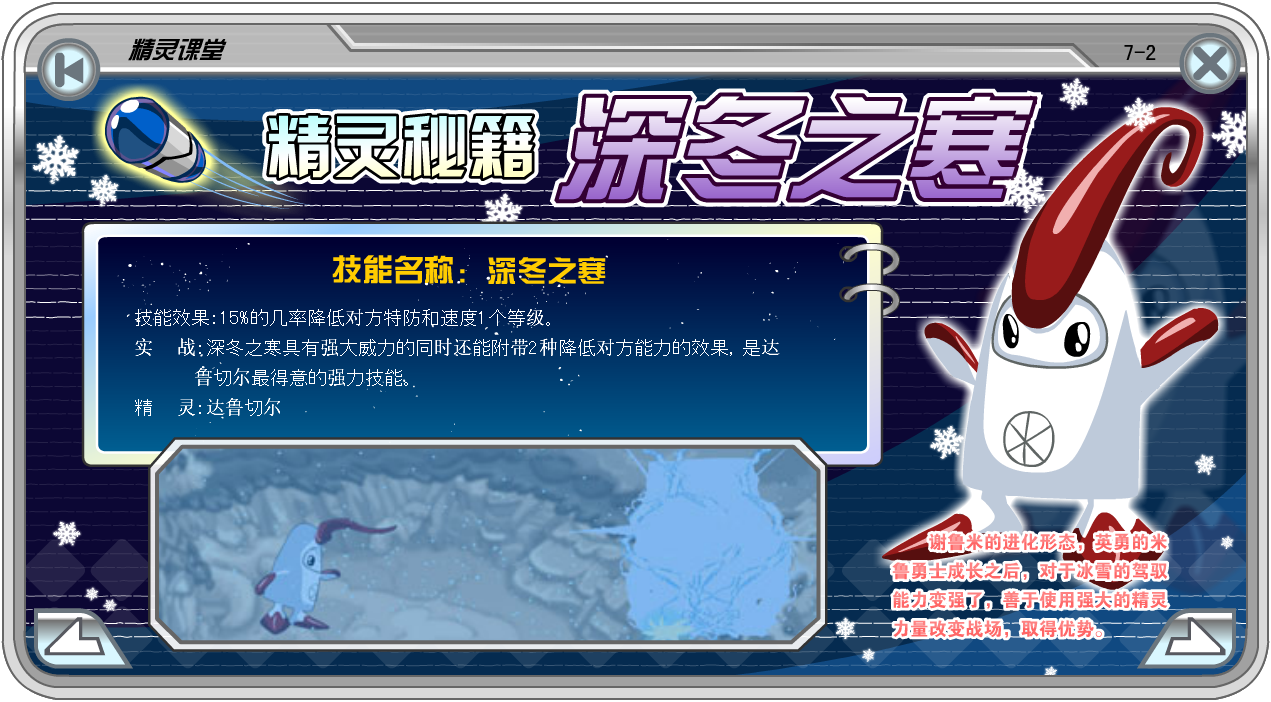 精灵课堂
7-2
精灵秘籍 深冬之寒
技能名称：深冬之寒
技能效果:15%的几率降低对方特防和速度1个等级。
实 战:深冬之寒具有强大威力的同时还能附带2种降低对方能力的效果, 是达
鲁切尔最得意的强力技能。
精 灵:达鲁切尔
谢鲁米的进化形态，英勇的米
鲁勇士成长之后，对于冰雪的驾驭
能力变强了，善于使用强大的精灵
力量改变战场，取得优势。